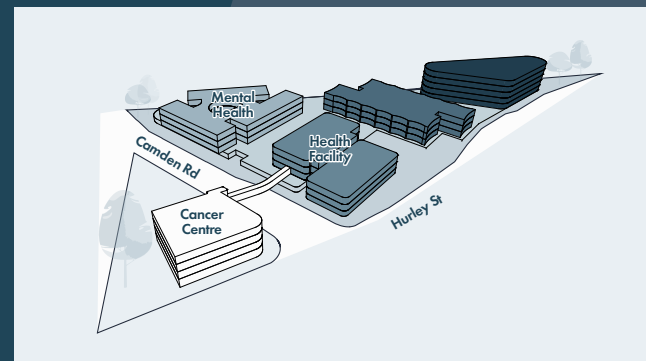 Mental
Health
Health
Facility
Camden Rd
Cancer
Centre
Hurley St